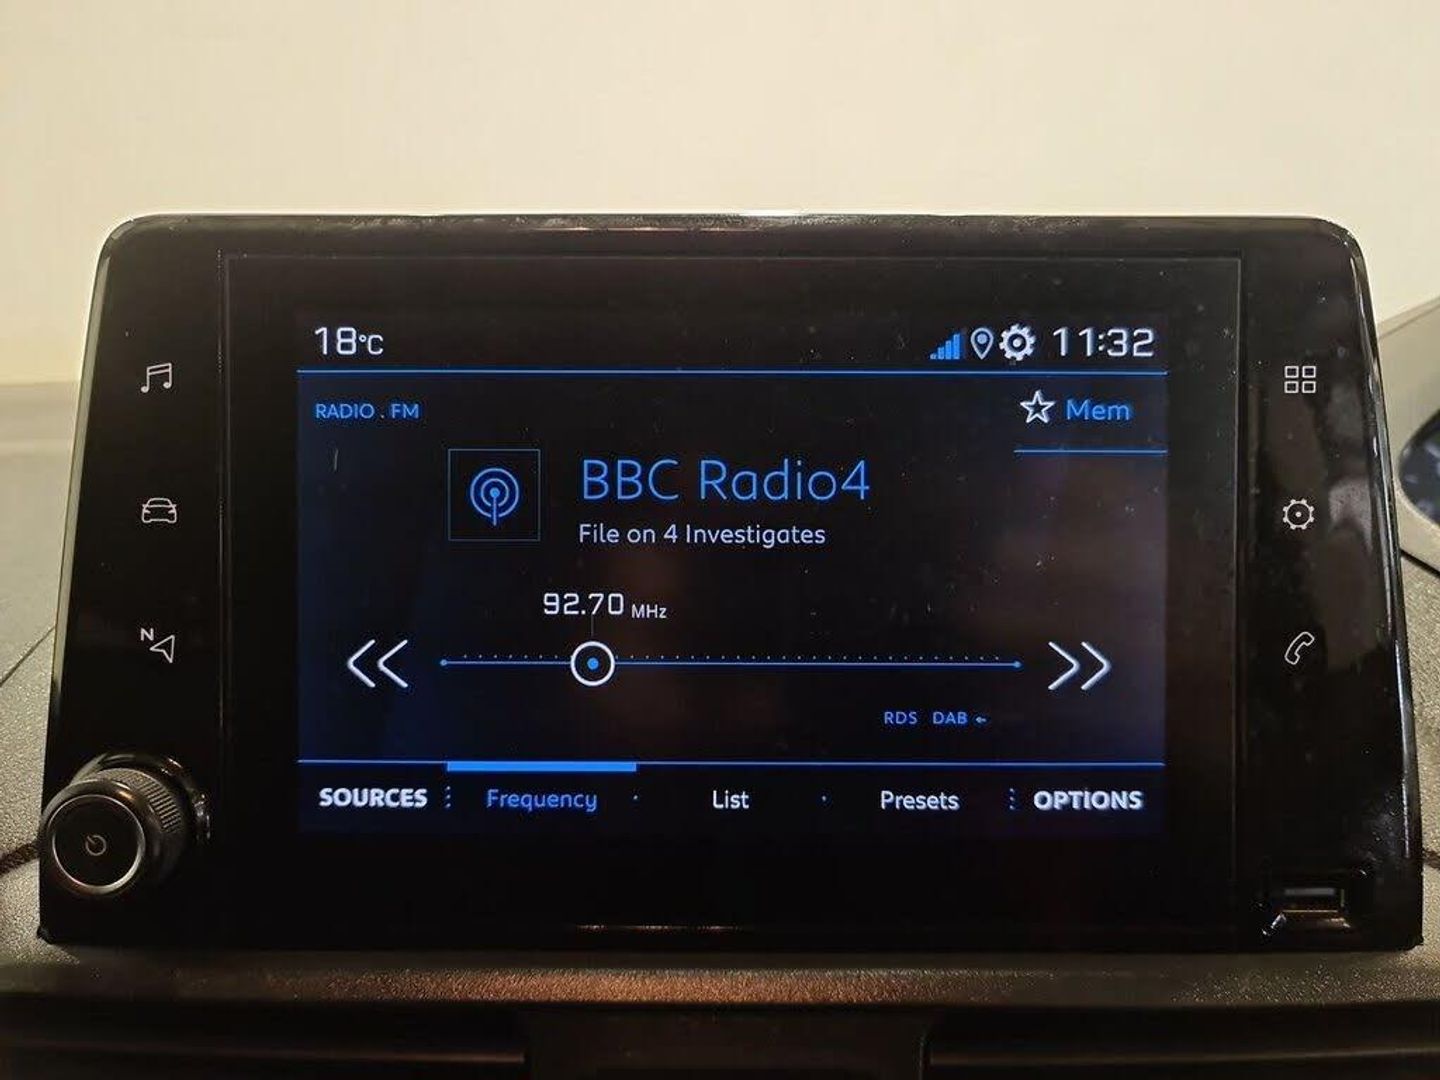 18°C 11:32
RADIO . FM
Mem
BBC Radio4
File on 4 Investigates
92.70 MHz
N
RDS DAB
SOURCES Frequency List Presets OPTIONS